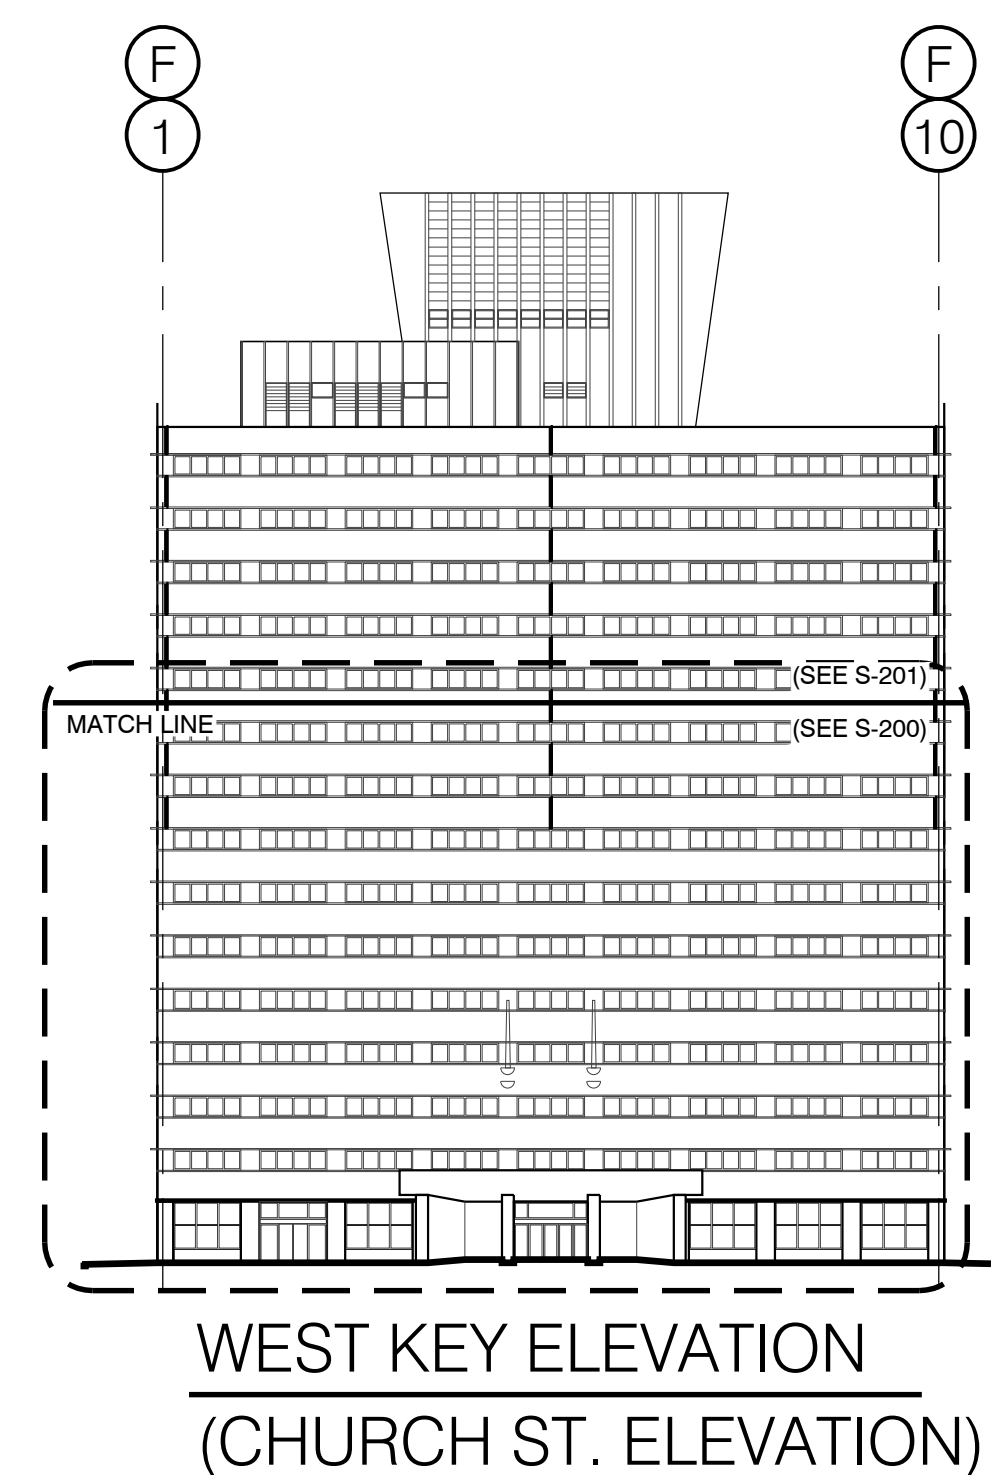 F F
1 10
(SEE S-201)
MATCH LINE (SEE S-200)
WEST KEY ELEVATION
(CHURCH ST. ELEVATION)